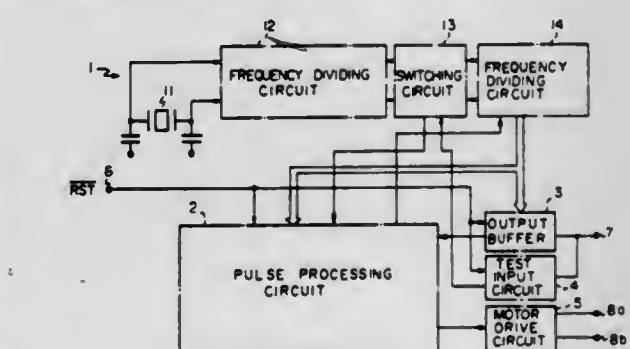 12
13
14
1
FREQUENCY DIVIDING
CIRCUIT
SWITCHING
CIRCUIT
FREQUENCY
DIVIDING
CIRCUIT
11
6
RST
2
3
OUTPUT
BUFFER
7
PULSE PROCESSING
CIRCUIT
TEST
INPUT
CIRCUIT
4
5
MOTOR
DRIVE
CIRCUIT
8a
8b